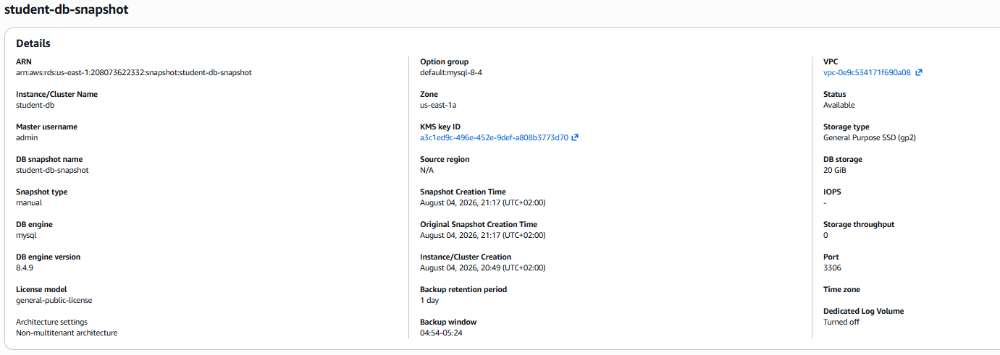 student-db-snapshot
Details
ARN
arn:aws:rds:us-east-1:208073622332:snapshot:student-db-snapshot
Instance/Cluster Name
student-db
Master username
admin
DB snapshot name
student-db-snapshot
Snapshot type
manual
DB engine
mysql
DB engine version
8.4.9
License model
general-public-license
Architecture settings
Non-multitenant architecture
Option group
default:mysql-8-4
Zone
us-east-1a
KMS key ID
a3c1ed9c-496e-452e-9def-a808b3773d70
Source region
N/A
Snapshot Creation Time
August 04, 2026, 21:17 (UTC+02:00)
Original Snapshot Creation Time
August 04, 2026, 21:17 (UTC+02:00)
Instance/Cluster Creation
August 04, 2026, 20:49 (UTC+02:00)
Backup retention period
1 day
Backup window
04:54-05:24
VPC
vpc-0e9c534171f690a08
Status
Available
Storage type
General Purpose SSD (gp2)
DB storage
20 GiB
IOPS
-
Storage throughput
0
Port
3306
Time zone
Dedicated Log Volume
Turned off